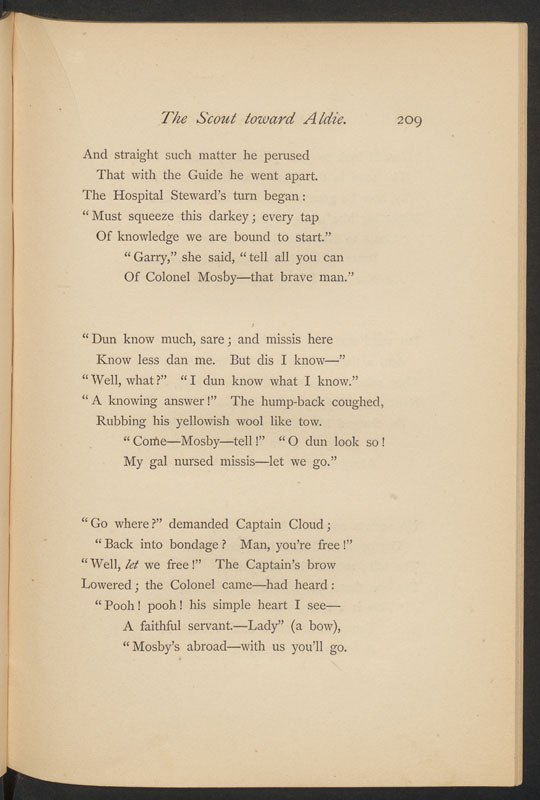 The Scout toward Aldie. 209
And straight such matter he perused
That with the Guide he went apart.
The Hospital Steward's turn began:
"Must squeeze this darkey; every tap
Of knowledge we are bound to start."
"Garry," she said, "tell all you can
Of Colonel Mosby—that brave man."
"Dun know much, sare; and missis here
Know less dan me. But dis I know—"
"Well, what?" "I dun know what I know."
"A knowing answer!" The hump-back coughed,
Rubbing his yellowish wool like tow.
"Come—Mosby—tell!" "O dun look so!
My gal nursed missis—let we go."
"Go where?" demanded Captain Cloud;
"Back into bondage? Man, you're free!"
"Well, let we free!" The Captain's brow
Lowered; the Colonel came—had heard:
"Pooh! pooh! his simple heart I see—
A faithful servant.—Lady" (a bow),
"Mosby's abroad—with us you'll go.